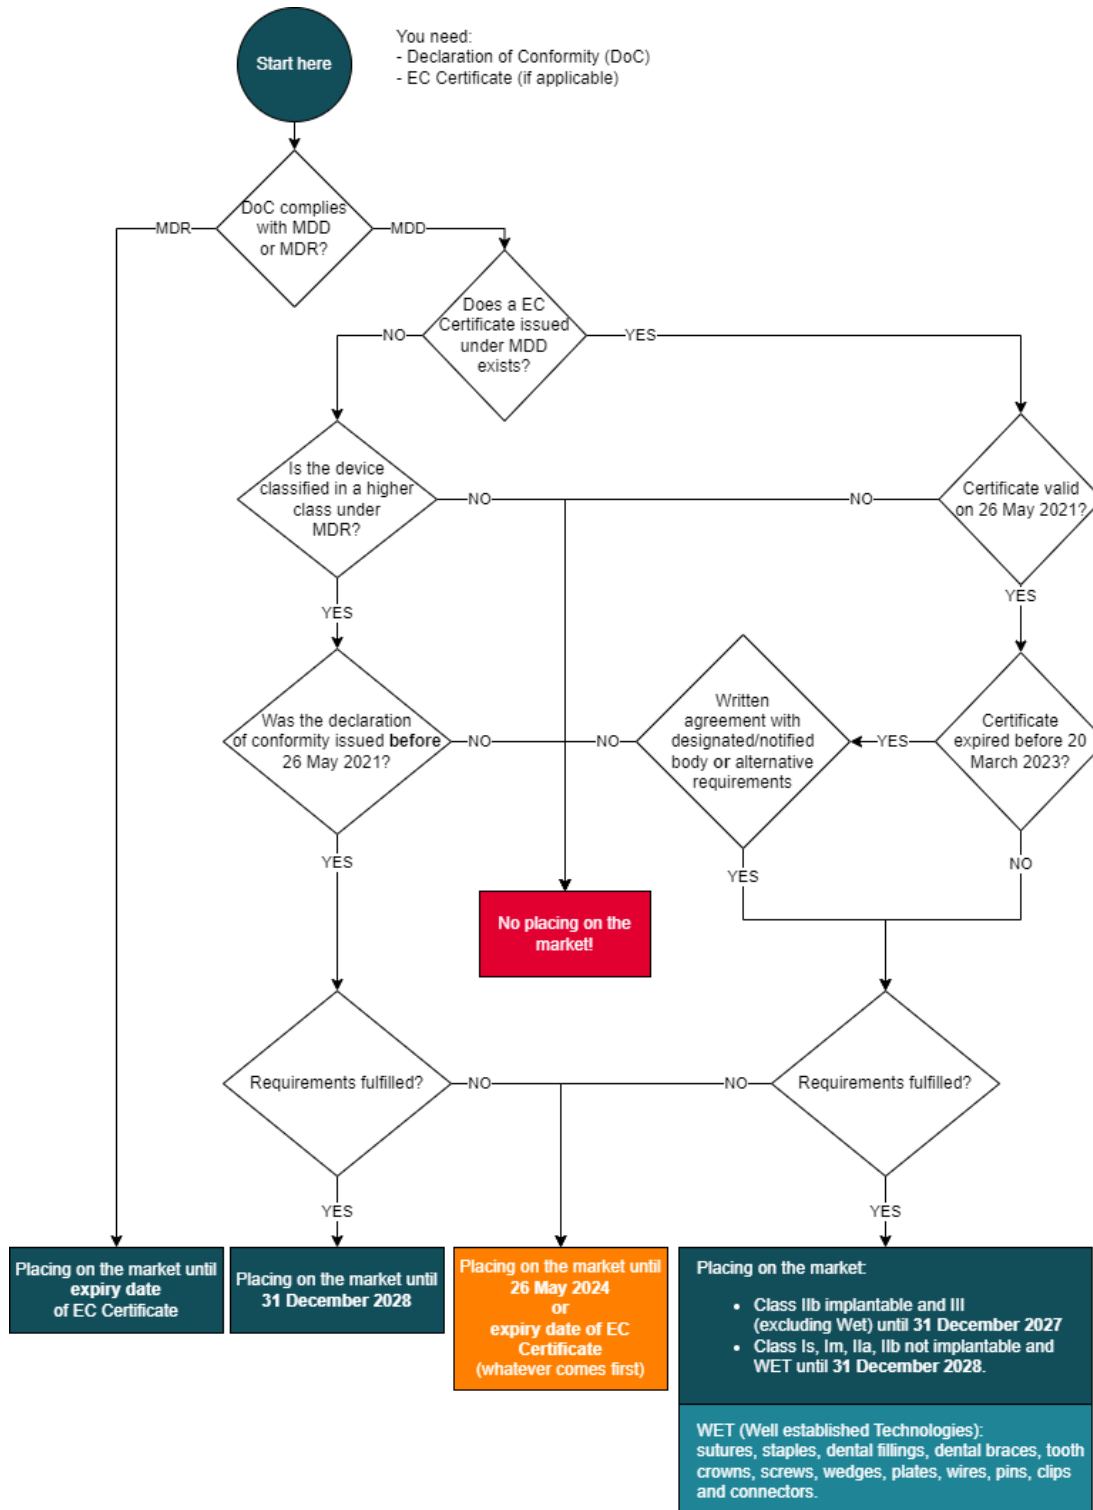 Start here
You need:
- Declaration of Conformity (DoC)
- EC Certificate (if applicable)
DoC complies
with MDD
or MDR?
MDR
MDD
Does a EC
Certificate issued
under MDD
exists?
NO
YES
Is the device
classified in a higher
class under
MDR?
NO
NO
Certificate valid
on 26 May 2021?
YES
YES
Was the declaration
of conformity issued before
26 May 2021?
NO
NO
Written
agreement with
designated/notified
body or alternative
requirements
YES
Certificate
expired before 20
March 2023?
YES
YES
NO
No placing on the
market!
Requirements fulfilled?
NO
NO
Requirements fulfilled?
YES
YES
Placing on the market until
expiry date
of EC Certificate
Placing on the market until
31 December 2028
Placing on the market until
26 May 2024
or
expiry date of EC
Certificate
(whatever comes first)
Placing on the market:
• Class IIb implantable and III
(excluding Wet) until 31 December 2027
• Class Is, Im, IIa, IIb not implantable and
WET until 31 December 2028.
WET (Well established Technologies):
sutures, staples, dental fillings, dental braces, tooth
crowns, screws, wedges, plates, wires, pins, clips
and connectors.